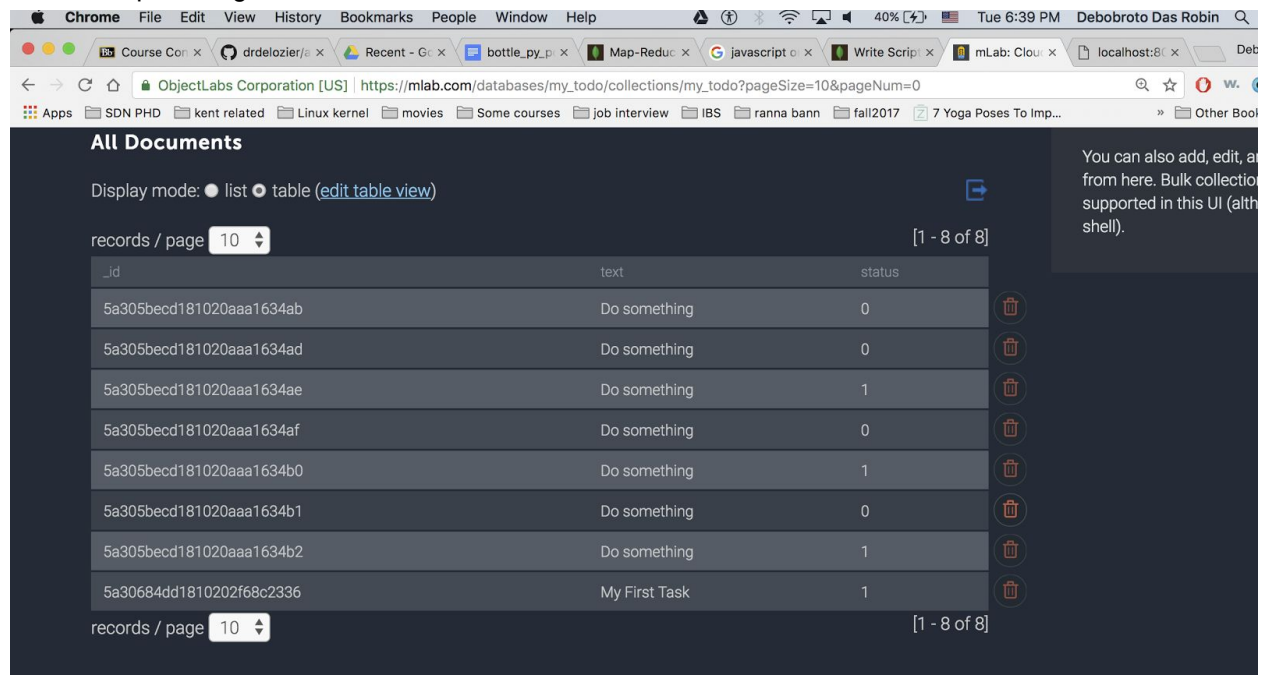 Chrome File Edit View History Bookmarks People Window Help 40% Tue 6:39 PM Debobroto Das Robin
Course Con drdelozier/ Recent - Go bottle_py_p Map-Reduc javascript o Write Script mLab: Clou localhost:8 Deb
ObjectLabs Corporation [US] https://mlab.com/databases/my_todo/collections/my_todo?pageSize=10&pageNum=0
Apps SDN PHD kent related Linux kernel movies Some courses job interview IBS ranna bann fall2017 7 Yoga Poses To Imp... » Other Book
All Documents
Display mode: list table (edit table view)
records / page 10 [1 - 8 of 8]
_id text status
5a305becd181020aaa1634ab Do something 0
5a305becd181020aaa1634ad Do something 0
5a305becd181020aaa1634ae Do something 1
5a305becd181020aaa1634af Do something 0
5a305becd181020aaa1634b0 Do something 1
5a305becd181020aaa1634b1 Do something 0
5a305becd181020aaa1634b2 Do something 1
5a30684dd1810202f68c2336 My First Task 1
records / page 10 [1 - 8 of 8]
You can also add, edit, a
from here. Bulk collectio
supported in this UI (alth
shell).